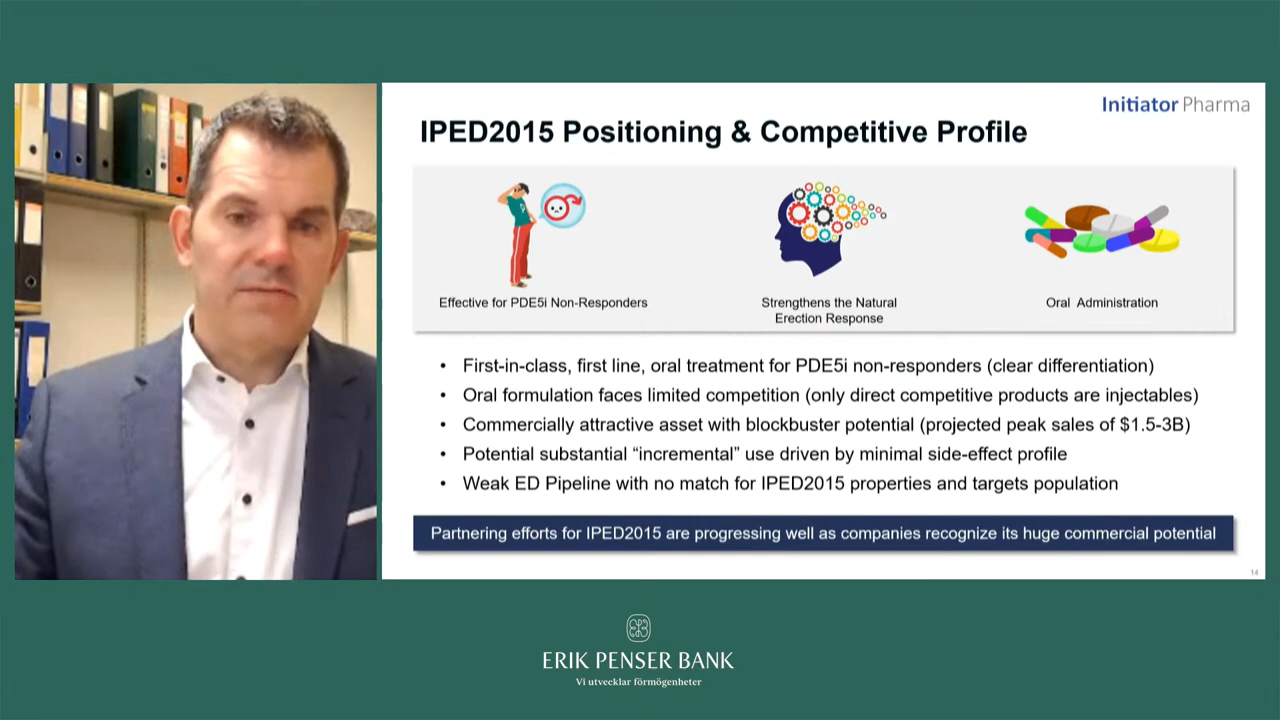 Initiator Pharma
IPED2015 Positioning & Competitive Profile
Effective for PDE5i Non-Responders
Strengthens the Natural
Erection Response
Oral Administration
• First-in-class, first line, oral treatment for PDE5i non-responders (clear differentiation)
• Oral formulation faces limited competition (only direct competitive products are injectables)
• Commercially attractive asset with blockbuster potential (projected peak sales of $1.5-3B)
• Potential substantial “incremental” use driven by minimal side-effect profile
• Weak ED Pipeline with no match for IPED2015 properties and targets population
Partnering efforts for IPED2015 are progressing well as companies recognize its huge commercial potential
14
ERIK PENSER BANK
Vi utvecklar förmögenheter